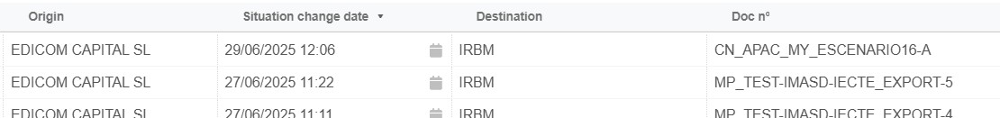 Origin Situation change date Destination Doc nº
EDICOM CAPITAL SL 29/06/2025 12:06 IRBM CN_APAC_MY_ESCENARIO16-A
EDICOM CAPITAL SL 27/06/2025 11:22 IRBM MP_TEST-IMASD-IECTE_EXPORT-5
EDICOM CAPITAL SL 27/06/2025 11:11 IRBM MP_TEST-IMASD-IECTE_EXPORT-4